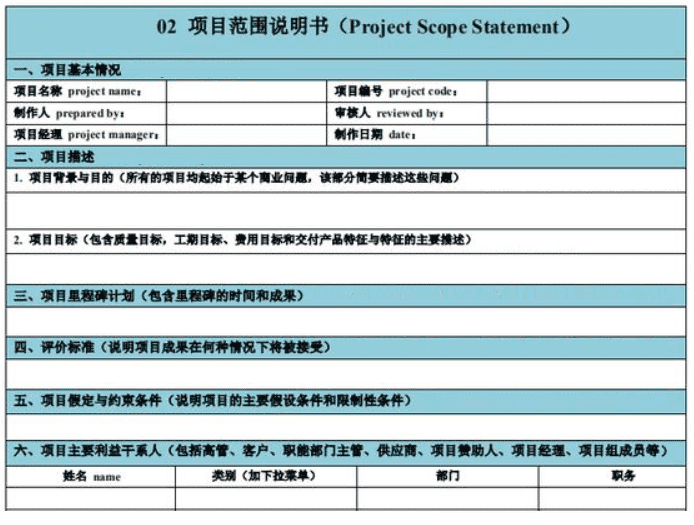 02 项目范围说明书（Project Scope Statement）
一、项目基本情况
项目名称 project name： 项目编号 project code：
制作人 prepared by： 审核人 reviewed by：
项目经理 project manager： 制作日期 date：
二、项目描述
1. 项目背景与目的（所有的项目均起始于某个商业问题，该部分简要描述这些问题）
2. 项目目标（包含质量目标，工期目标、费用目标和交付产品特征与特征的主要描述）
三、项目里程碑计划（包含里程碑的时间和成果）
四、评价标准（说明项目成果在何种情况下将被接受）
五、项目假定与约束条件（说明项目的主要假设条件和限制性条件）
六、项目主要利益干系人（包括高管、客户、职能部门主管、供应商、项目赞助人、项目经理、项目组成员等）
姓名 name 类别（如下拉菜单） 部门 职务